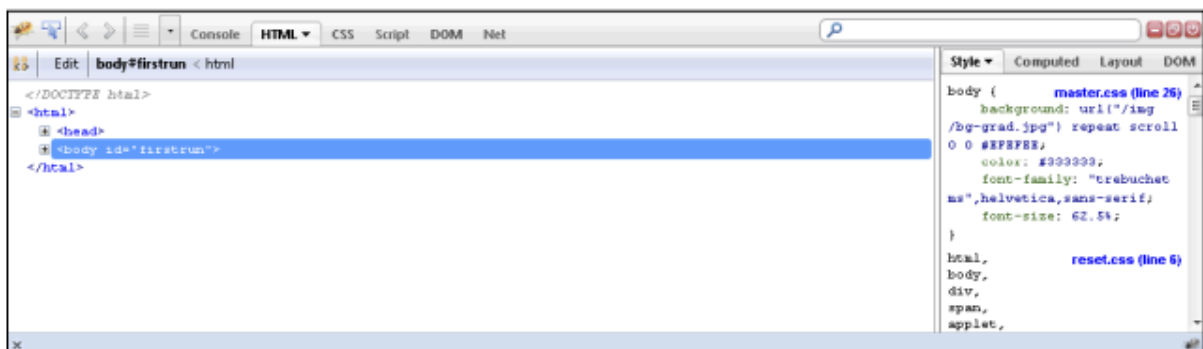 Console HTML CSS Script DOM Net
Edit body#firstrun < html
Style Computed Layout DOM
<!DOCTYPE html>
<html>
<head>
<body id="firstrun">
</html>
body { master.css (line 26)
background: url("/img
/bg-grad.jpg") repeat scroll
0 0 #EFEFEE;
color: #333333;
font-family: "trebuchet
ms",helvetica,sans-serif;
font-size: 62.5%;
}
html, reset.css (line 6)
body,
div,
span,
applet,